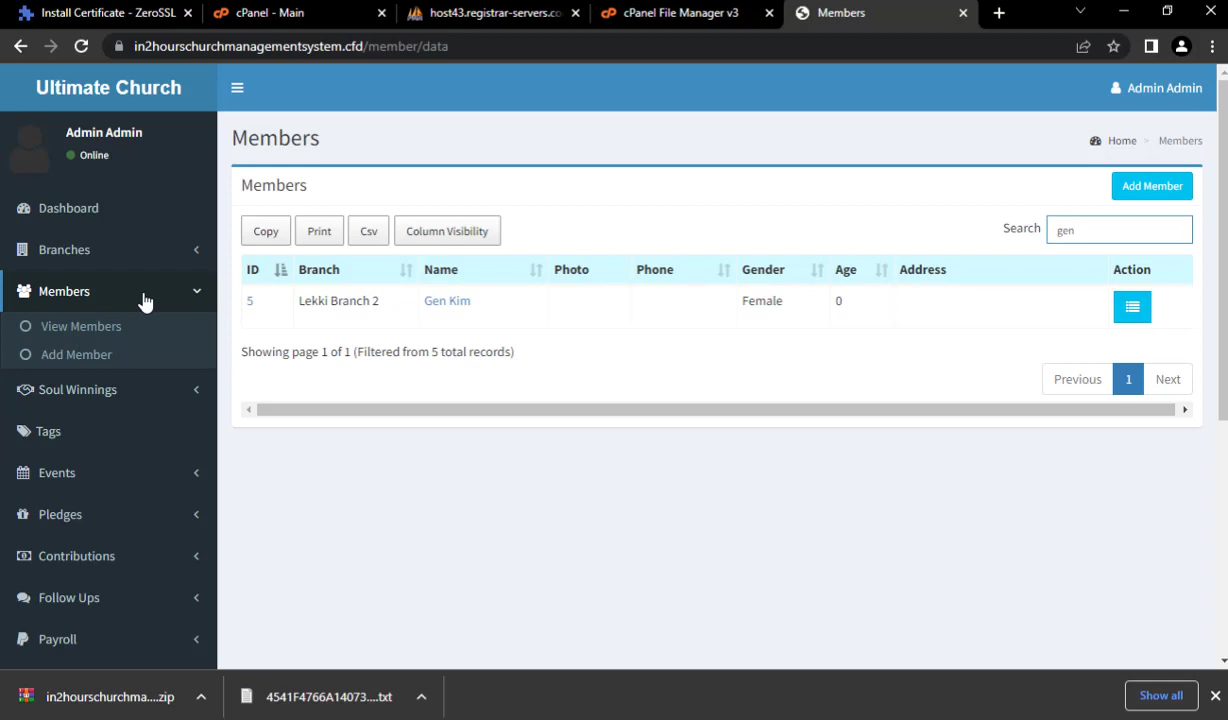 Install Certificate - ZeroSSL
cPanel - Main
host43.registrar-servers.co
cPanel File Manager v3
Members
in2hourschurchmanagementsystem.cfd/member/data
Ultimate Church
Admin Admin
Admin Admin
Online
Members
Home > Members
Dashboard
Members
Add Member
Copy
Print
Csv
Column Visibility
Search
gen
Branches
ID Branch Name Photo Phone Gender Age Address Action
Members
5 Lekki Branch 2 Gen Kim Female 0
View Members
Add Member
Showing page 1 of 1 (Filtered from 5 total records)
Previous 1 Next
Soul Winnings
Tags
Events
Pledges
Contributions
Follow Ups
Payroll
in2hourschurchma....zip
4541F4766A14073....txt
Show all